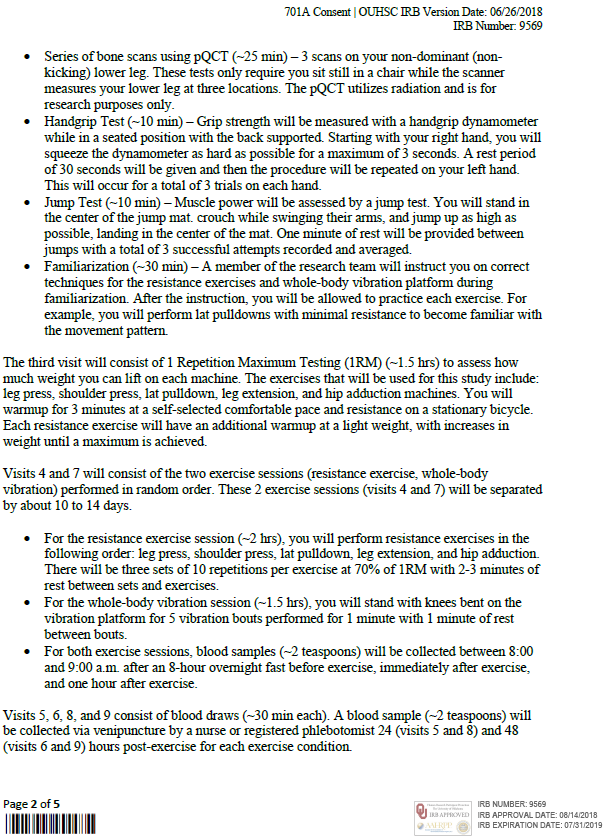 701A Consent | OUHSC IRB Version Date: 06/26/2018
IRB Number: 9569
• Series of bone scans using pQCT (~25 min) – 3 scans on your non-dominant (non-
kicking) lower leg. These tests only require you sit still in a chair while the scanner
measures your lower leg at three locations. The pQCT utilizes radiation and is for
research purposes only.
• Handgrip Test (~10 min) – Grip strength will be measured with a handgrip dynamometer
while in a seated position with the back supported. Starting with your right hand, you will
squeeze the dynamometer as hard as possible for a maximum of 3 seconds. A rest period
of 30 seconds will be given and then the procedure will be repeated on your left hand.
This will occur for a total of 3 trials on each hand.
• Jump Test (~10 min) – Muscle power will be assessed by a jump test. You will stand in
the center of the jump mat. crouch while swinging their arms, and jump up as high as
possible, landing in the center of the mat. One minute of rest will be provided between
jumps with a total of 3 successful attempts recorded and averaged.
• Familiarization (~30 min) – A member of the research team will instruct you on correct
techniques for the resistance exercises and whole-body vibration platform during
familiarization. After the instruction, you will be allowed to practice each exercise. For
example, you will perform lat pulldowns with minimal resistance to become familiar with
the movement pattern.
The third visit will consist of 1 Repetition Maximum Testing (1RM) (~1.5 hrs) to assess how
much weight you can lift on each machine. The exercises that will be used for this study include:
leg press, shoulder press, lat pulldown, leg extension, and hip adduction machines. You will
warmup for 3 minutes at a self-selected comfortable pace and resistance on a stationary bicycle.
Each resistance exercise will have an additional warmup at a light weight, with increases in
weight until a maximum is achieved.
Visits 4 and 7 will consist of the two exercise sessions (resistance exercise, whole-body
vibration) performed in random order. These 2 exercise sessions (visits 4 and 7) will be separated
by about 10 to 14 days.
• For the resistance exercise session (~2 hrs), you will perform resistance exercises in the
following order: leg press, shoulder press, lat pulldown, leg extension, and hip adduction.
There will be three sets of 10 repetitions per exercise at 70% of 1RM with 2-3 minutes of
rest between sets and exercises.
• For the whole-body vibration session (~1.5 hrs), you will stand with knees bent on the
vibration platform for 5 vibration bouts performed for 1 minute with 1 minute of rest
between bouts.
• For both exercise sessions, blood samples (~2 teaspoons) will be collected between 8:00
and 9:00 a.m. after an 8-hour overnight fast before exercise, immediately after exercise,
and one hour after exercise.
Visits 5, 6, 8, and 9 consist of blood draws (~30 min each). A blood sample (~2 teaspoons) will
be collected via venipuncture by a nurse or registered phlebotomist 24 (visits 5 and 8) and 48
(visits 6 and 9) hours post-exercise for each exercise condition.
Page 2 of 5
IRB APPROVED
IRB NUMBER: 9569
IRB APPROVAL DATE: 08/14/2018
IRB EXPIRATION DATE: 07/31/2019